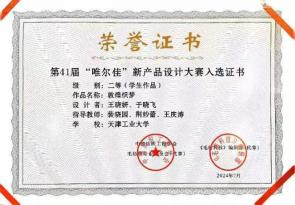 荣誉证书
第41届“唯尔佳”新产品设计大赛入选证书
级 别：二等（学生作品）
作品名称：敦煌织梦
设 计：王晓妍、于晓飞
指导教师：裴晓园、荆妙蕾、王庆涛
学 校：天津工业大学
2024年7月